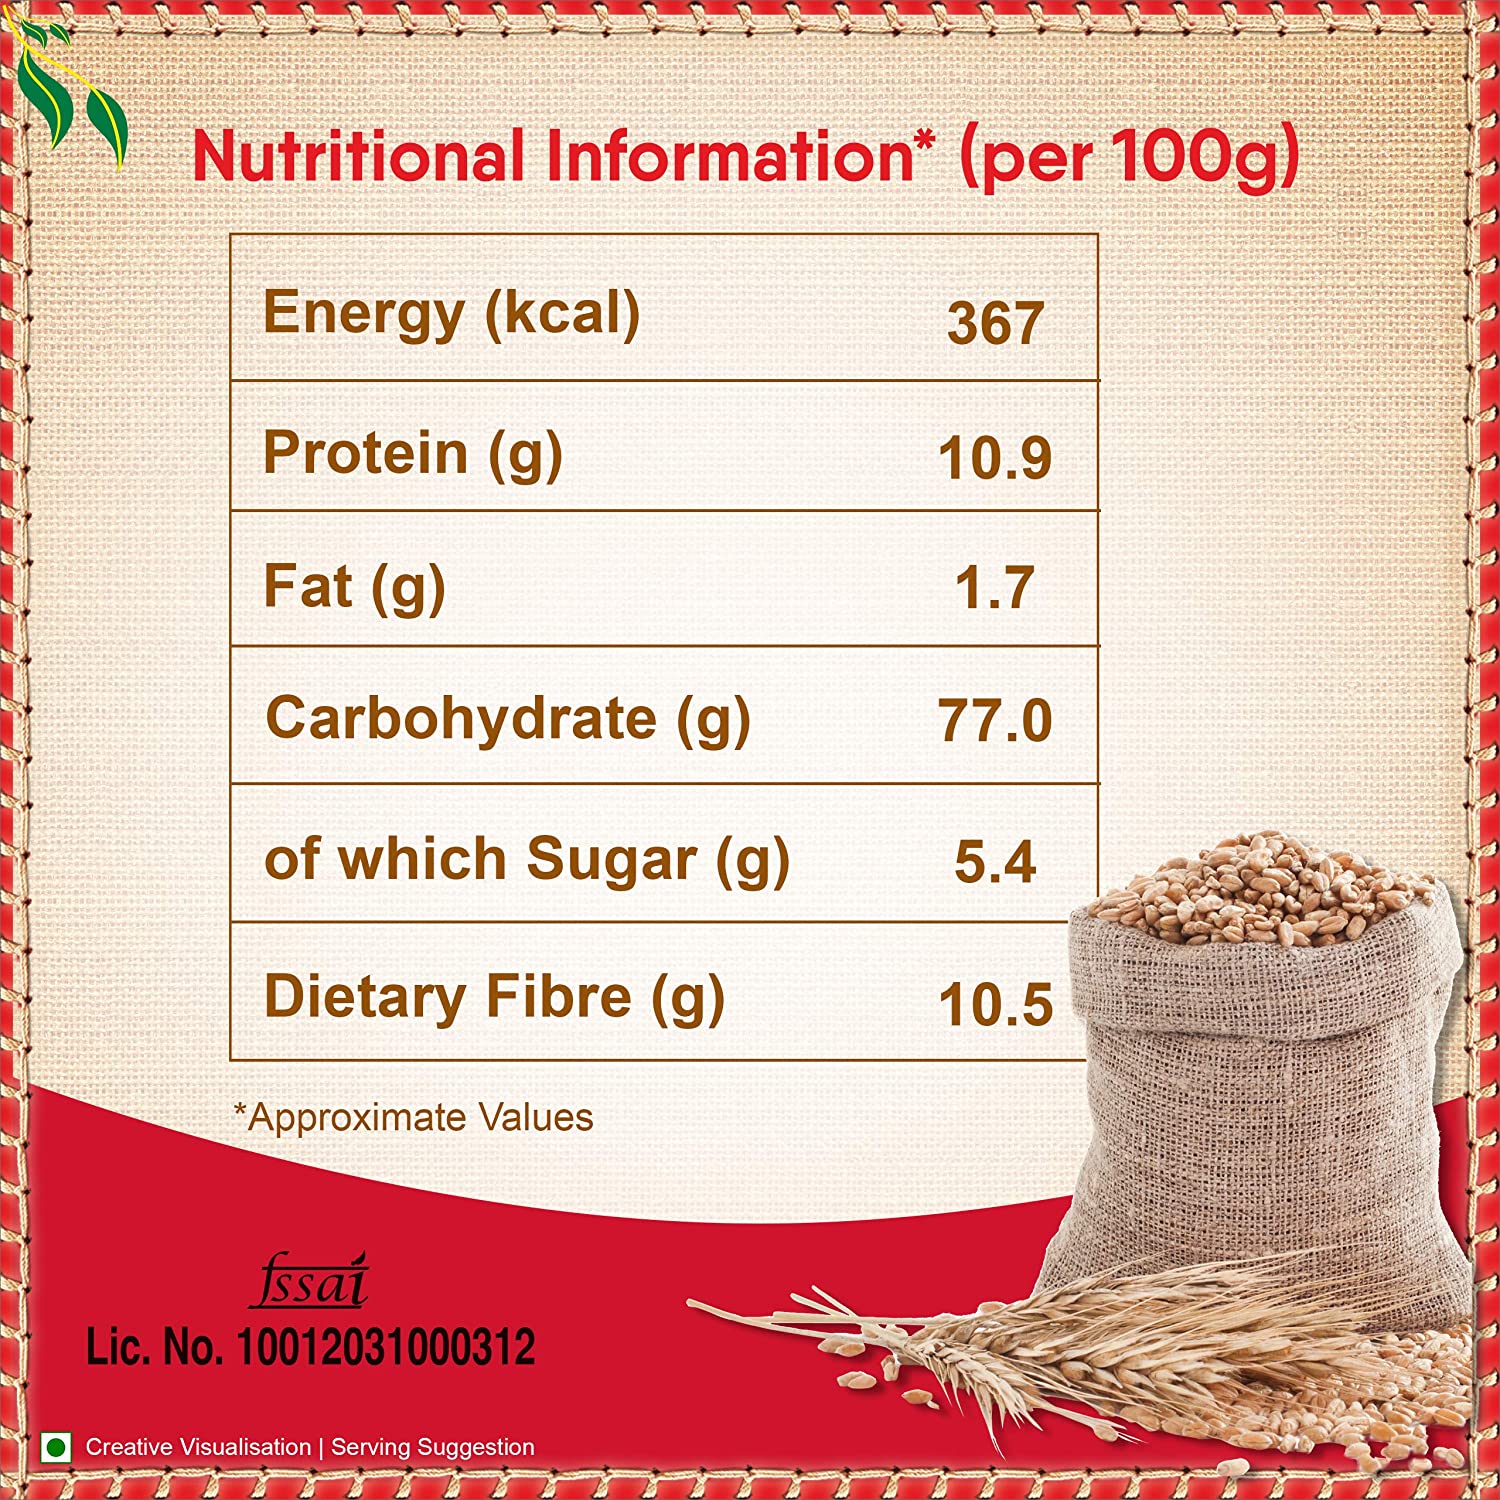 Nutritional Information* (per 100g)
Energy (kcal) 367
Protein (g) 10.9
Fat (g) 1.7
Carbohydrate (g) 77.0
of which Sugar (g) 5.4
Dietary Fibre (g) 10.5
*Approximate Values
fssai
Lic. No. 10012031000312
Creative Visualisation | Serving Suggestion